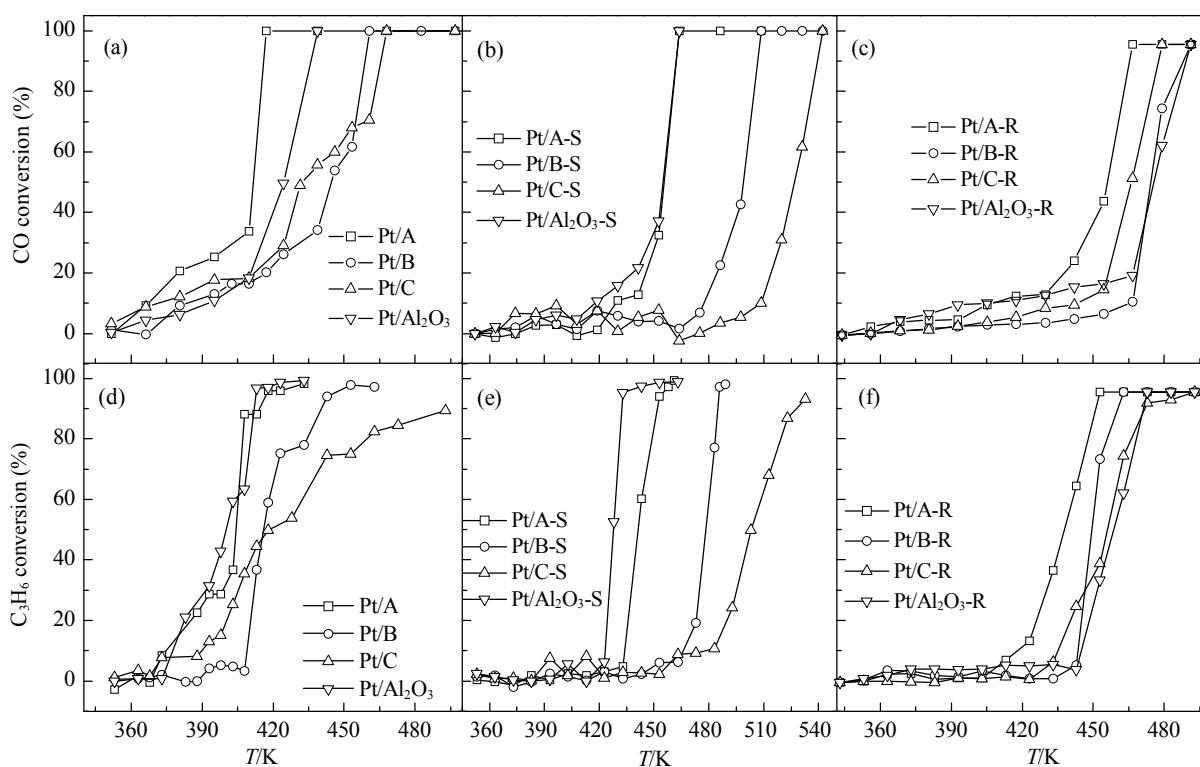 (a)
(b)
(c)
100
80
60
40
20
0
CO conversion (%)
Pt/A
Pt/B
Pt/C
Pt/Al₂O₃
Pt/A-S
Pt/B-S
Pt/C-S
Pt/Al₂O₃-S
Pt/A-R
Pt/B-R
Pt/C-R
Pt/Al₂O₃-R
(d)
(e)
(f)
100
80
60
40
20
0
C₃H₆ conversion (%)
Pt/A
Pt/B
Pt/C
Pt/Al₂O₃
Pt/A-S
Pt/B-S
Pt/C-S
Pt/Al₂O₃-S
Pt/A-R
Pt/B-R
Pt/C-R
Pt/Al₂O₃-R
360 390 420 450 480
360 390 420 450 480 510 540
360 390 420 450 480
T/K
T/K
T/K